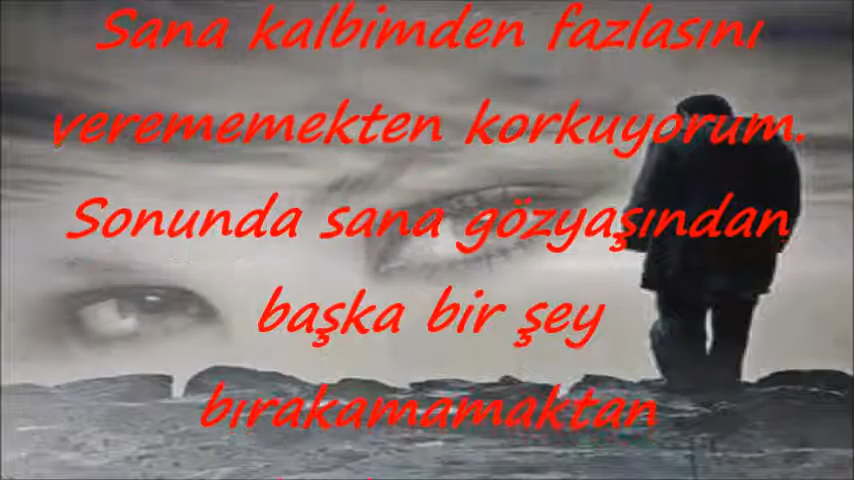 Sana kalbimden fazlasını
verememekten korkuyorum.
Sonunda sana gözyaşından
başka bir şey
bırakamamaktan